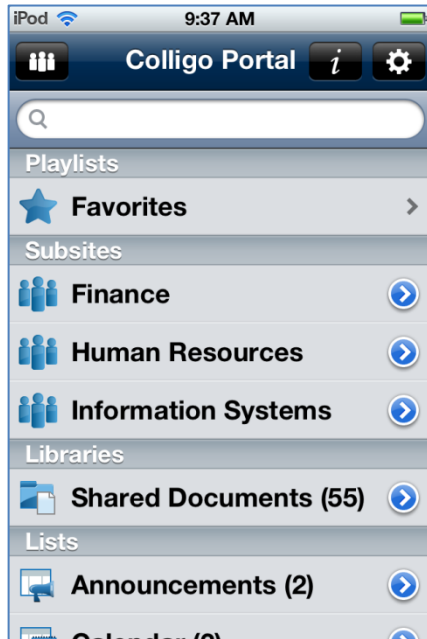 iPod 9:37 AM
Colligo Portal i
Playlists
Favorites
Subsites
Finance
Human Resources
Information Systems
Libraries
Shared Documents (55)
Lists
Announcements (2)